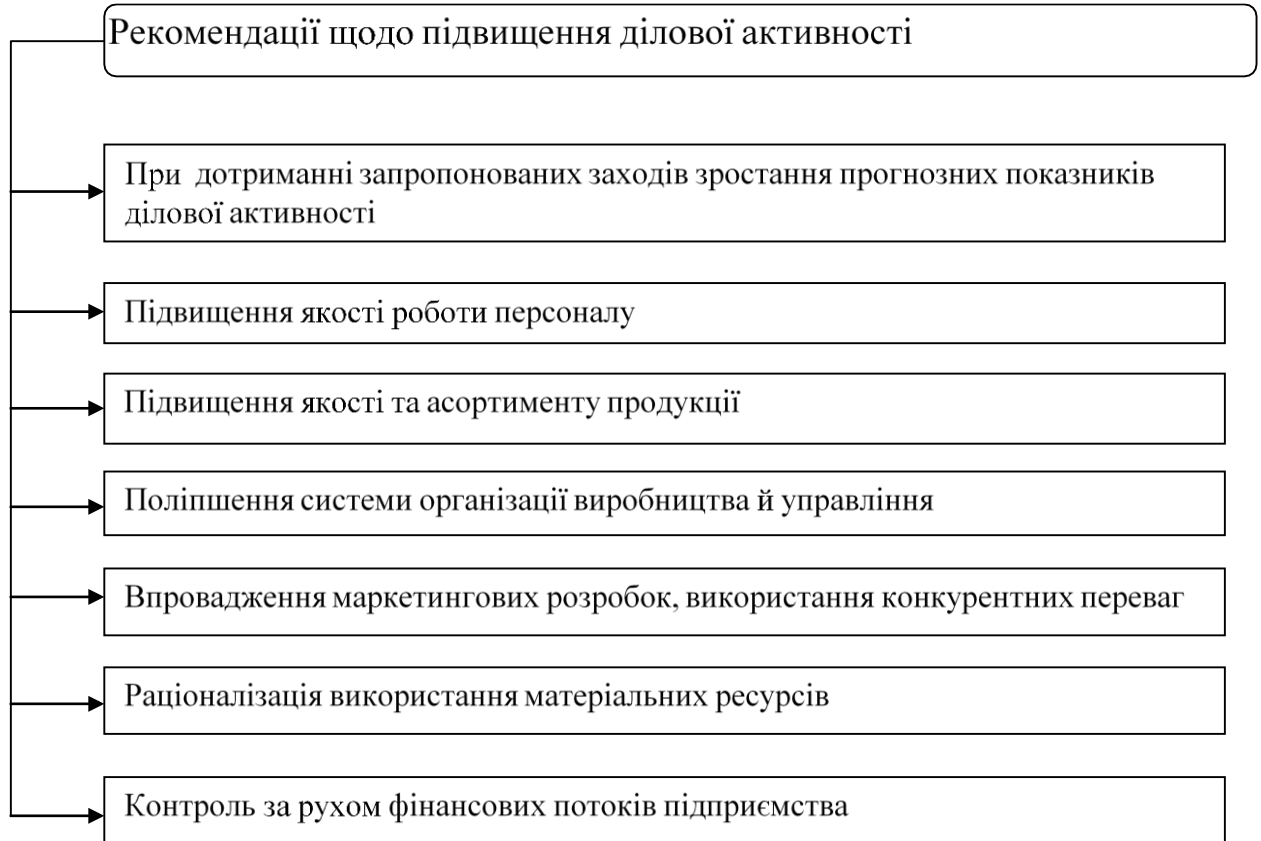 Рекомендації щодо підвищення ділової активності
При дотриманні запропонованих заходів зростання прогнозних показників
ділової активності
Підвищення якості роботи персоналу
Підвищення якості та асортименту продукції
Поліпшення системи організації виробництва й управління
Впровадження маркетингових розробок, використання конкурентних переваг
Раціоналізація використання матеріальних ресурсів
Контроль за рухом фінансових потоків підприємства